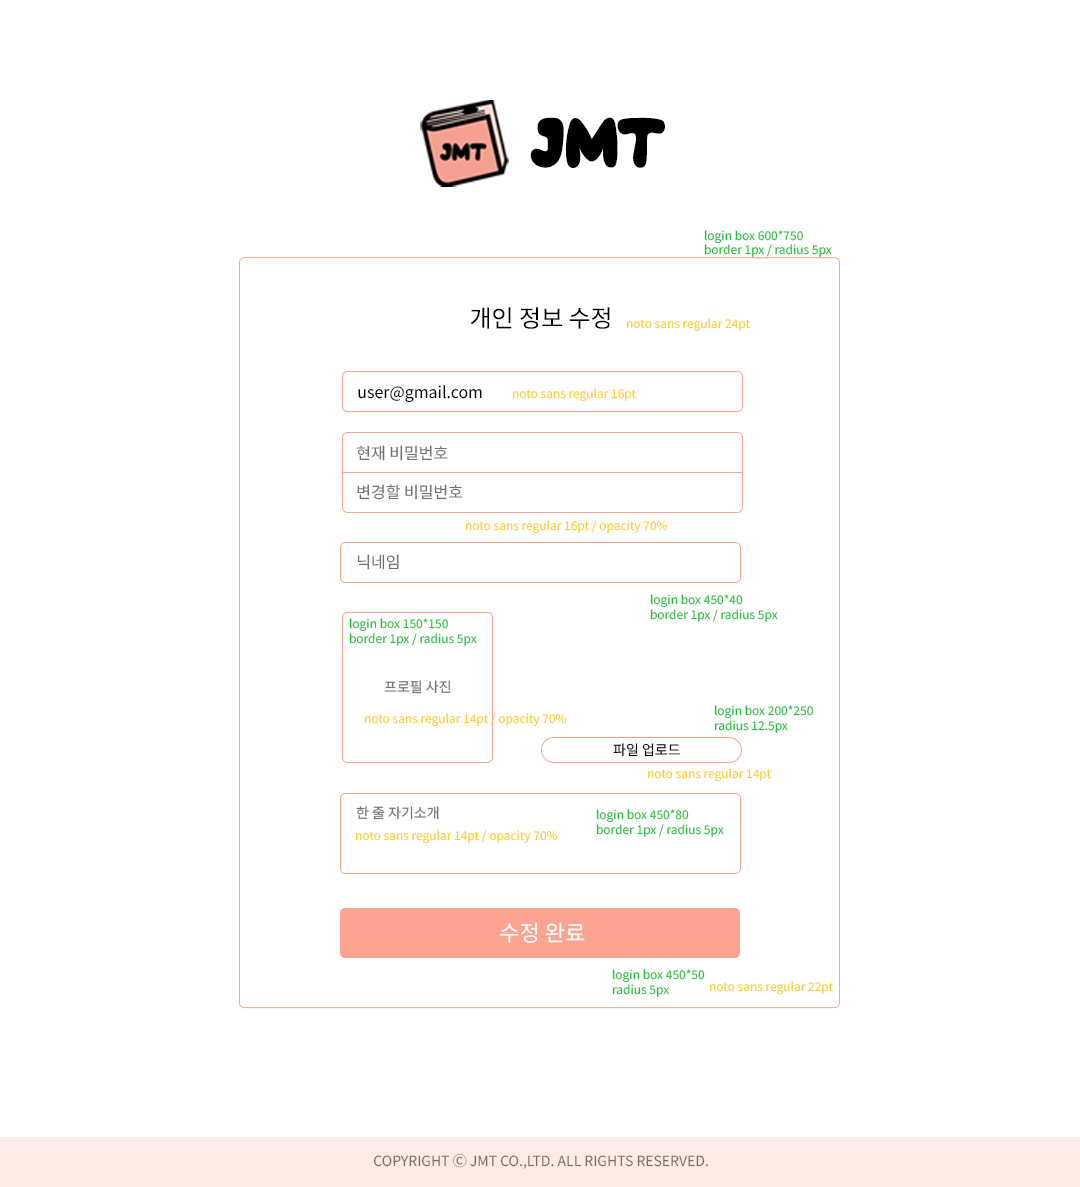 JMT
JMT
login box 600*750
border 1px / radius 5px
개인 정보 수정
noto sans regular 24pt
user@gmail.com
noto sans regular 16pt
현재 비밀번호
변경할 비밀번호
noto sans regular 16pt / opacity 70%
닉네임
login box 450*40
border 1px / radius 5px
login box 150*150
border 1px / radius 5px
프로필 사진
noto sans regular 14pt / opacity 70%
login box 200*250
radius 12.5px
파일 업로드
noto sans regular 14pt
한 줄 자기소개
noto sans regular 14pt / opacity 70%
login box 450*80
border 1px / radius 5px
수정 완료
login box 450*50
radius 5px
noto sans regular 22pt
COPYRIGHT ⓒ JMT CO.,LTD. ALL RIGHTS RESERVED.